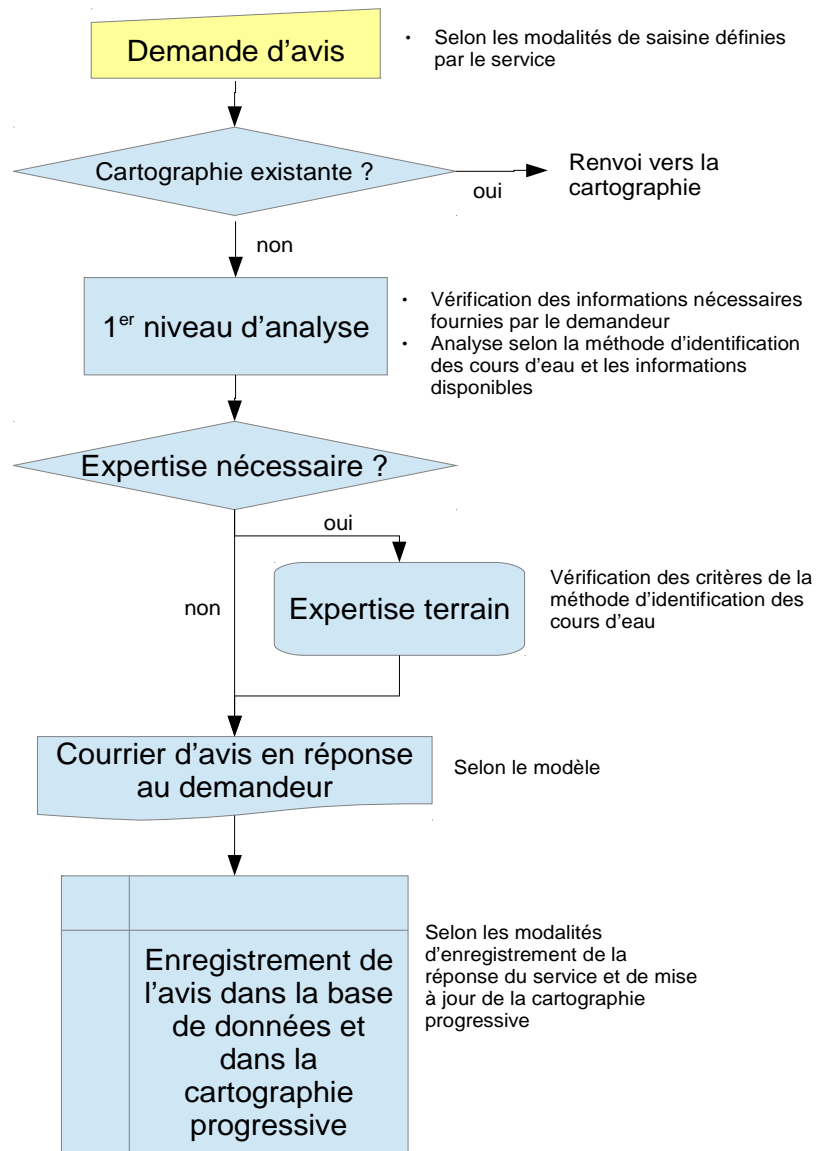 Demande d'avis
• Selon les modalités de saisine définies
par le service
Cartographie existante ?
oui
Renvoi vers la
cartographie
non
1er niveau d'analyse
• Vérification des informations nécessaires
fournies par le demandeur
• Analyse selon la méthode d'identification
des cours d'eau et les informations
disponibles
Expertise nécessaire ?
oui
non
Expertise terrain
Vérification des critères de la
méthode d'identification des
cours d'eau
Courrier d'avis en réponse
au demandeur
Selon le modèle
Enregistrement de
l'avis dans la base
de données et
dans la
cartographie
progressive
Selon les modalités
d'enregistrement de la
réponse du service et de mise
à jour de la cartographie
progressive